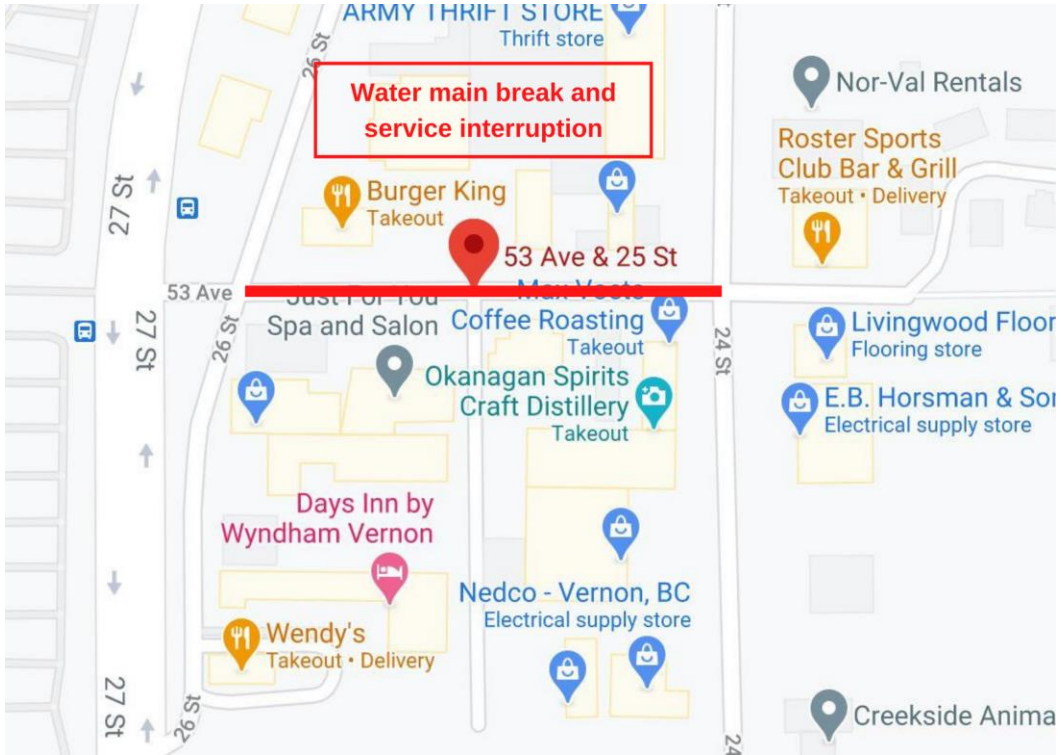 ARMY THRIFT STORE
Thrift store
26 St
Water main break and
service interruption
Nor-Val Rentals
Roster Sports
Club Bar & Grill
Takeout • Delivery
27 St
Burger King
Takeout
53 Ave & 25 St
53 Ave
Just For You
Spa and Salon
Max Voets
Coffee Roasting
Takeout
27 St
26 St
24 St
Livingwood Floor
Flooring store
Okanagan Spirits
Craft Distillery
Takeout
E.B. Horsman & Son
Electrical supply store
Days Inn by
Wyndham Vernon
Nedco - Vernon, BC
Electrical supply store
Wendy's
Takeout • Delivery
27 St
26 St
24
Creekside Anima